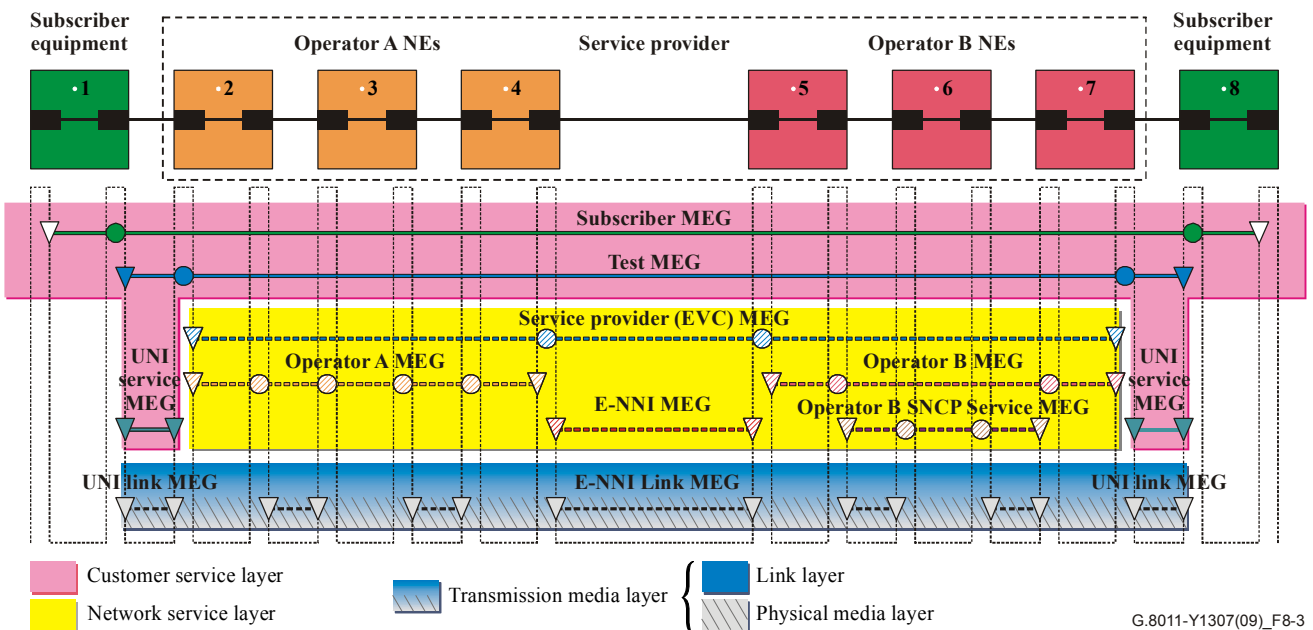 Subscriber
equipment
Operator A NEs
Service provider
Operator B NEs
Subscriber
equipment
1
2
3
4
5
6
7
8
Subscriber MEG
Test MEG
Service provider (EVC) MEG
UNI
service
MEG
Operator A MEG
Operator B MEG
UNI
service
MEG
E-NNI MEG
Operator B SNCP Service MEG
UNI link MEG
E-NNI Link MEG
UNI link MEG
Customer service layer
Network service layer
Transmission media layer
Link layer
Physical media layer
G.8011-Y1307(09)_F8-3